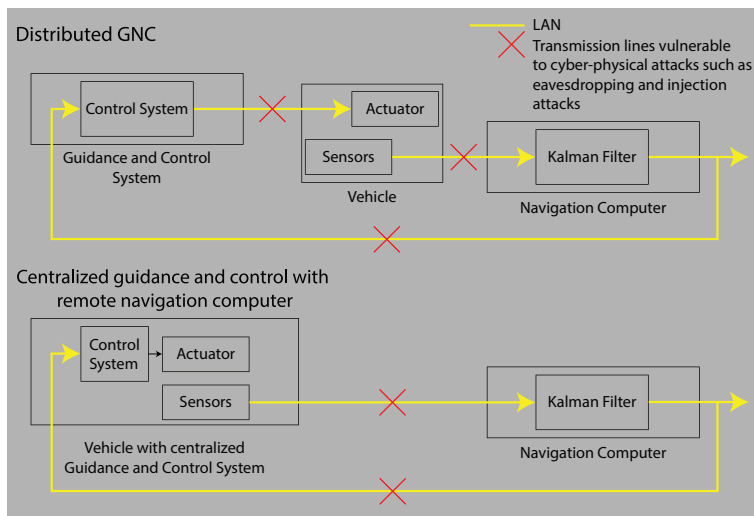 Distributed GNC
LAN
Transmission lines vulnerable
to cyber-physical attacks such as
eavesdropping and injection
attacks
Control System
Guidance and Control
System
Actuator
Sensors
Vehicle
Kalman Filter
Navigation Computer
Centralized guidance and control with
remote navigation computer
Control
System
Actuator
Sensors
Vehicle with centralized
Guidance and Control System
Kalman Filter
Navigation Computer